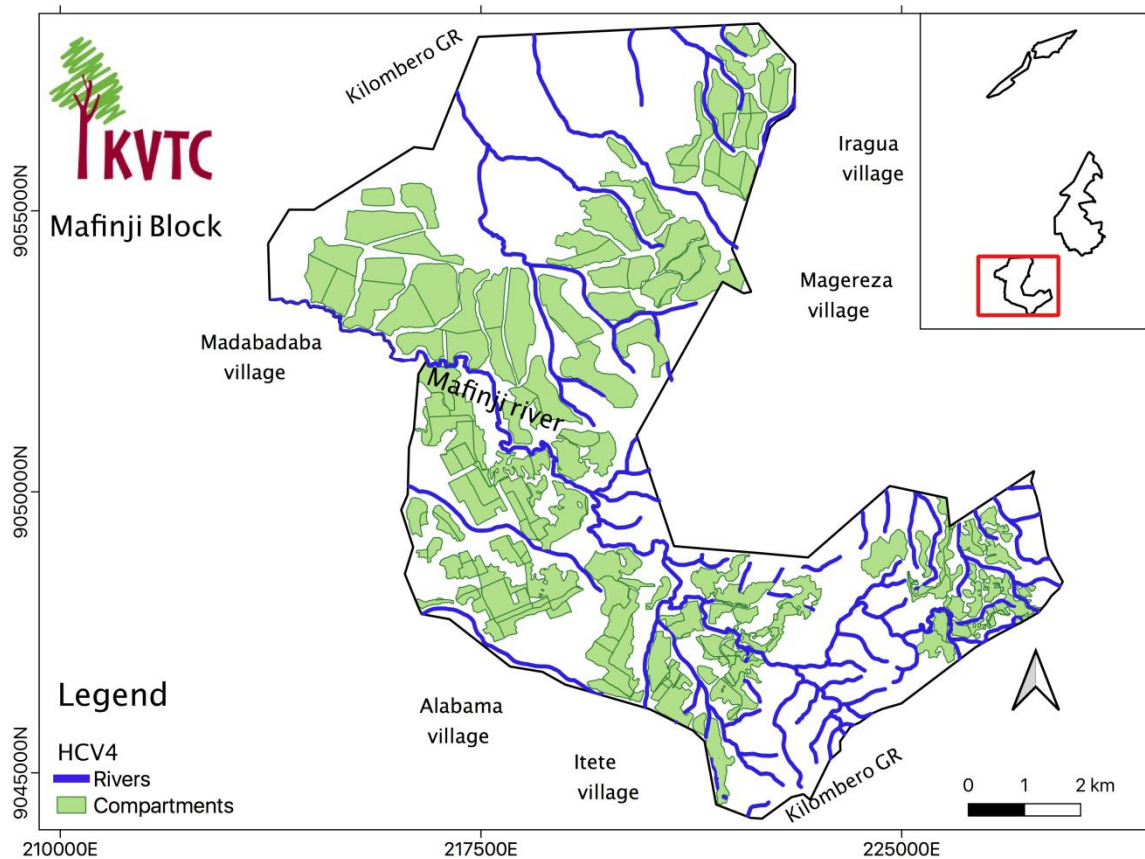 KVTC
Mafinji Block
Kilombero GR
Iragua
village
Magereza
village
Madabadaba
village
Mafinji river
Alabama
village
Itete
village
Kilombero GR
Legend
HCV4
Rivers
Compartments
0 1 2 km
9055000N
9050000N
9045000N
210000E 217500E 225000E